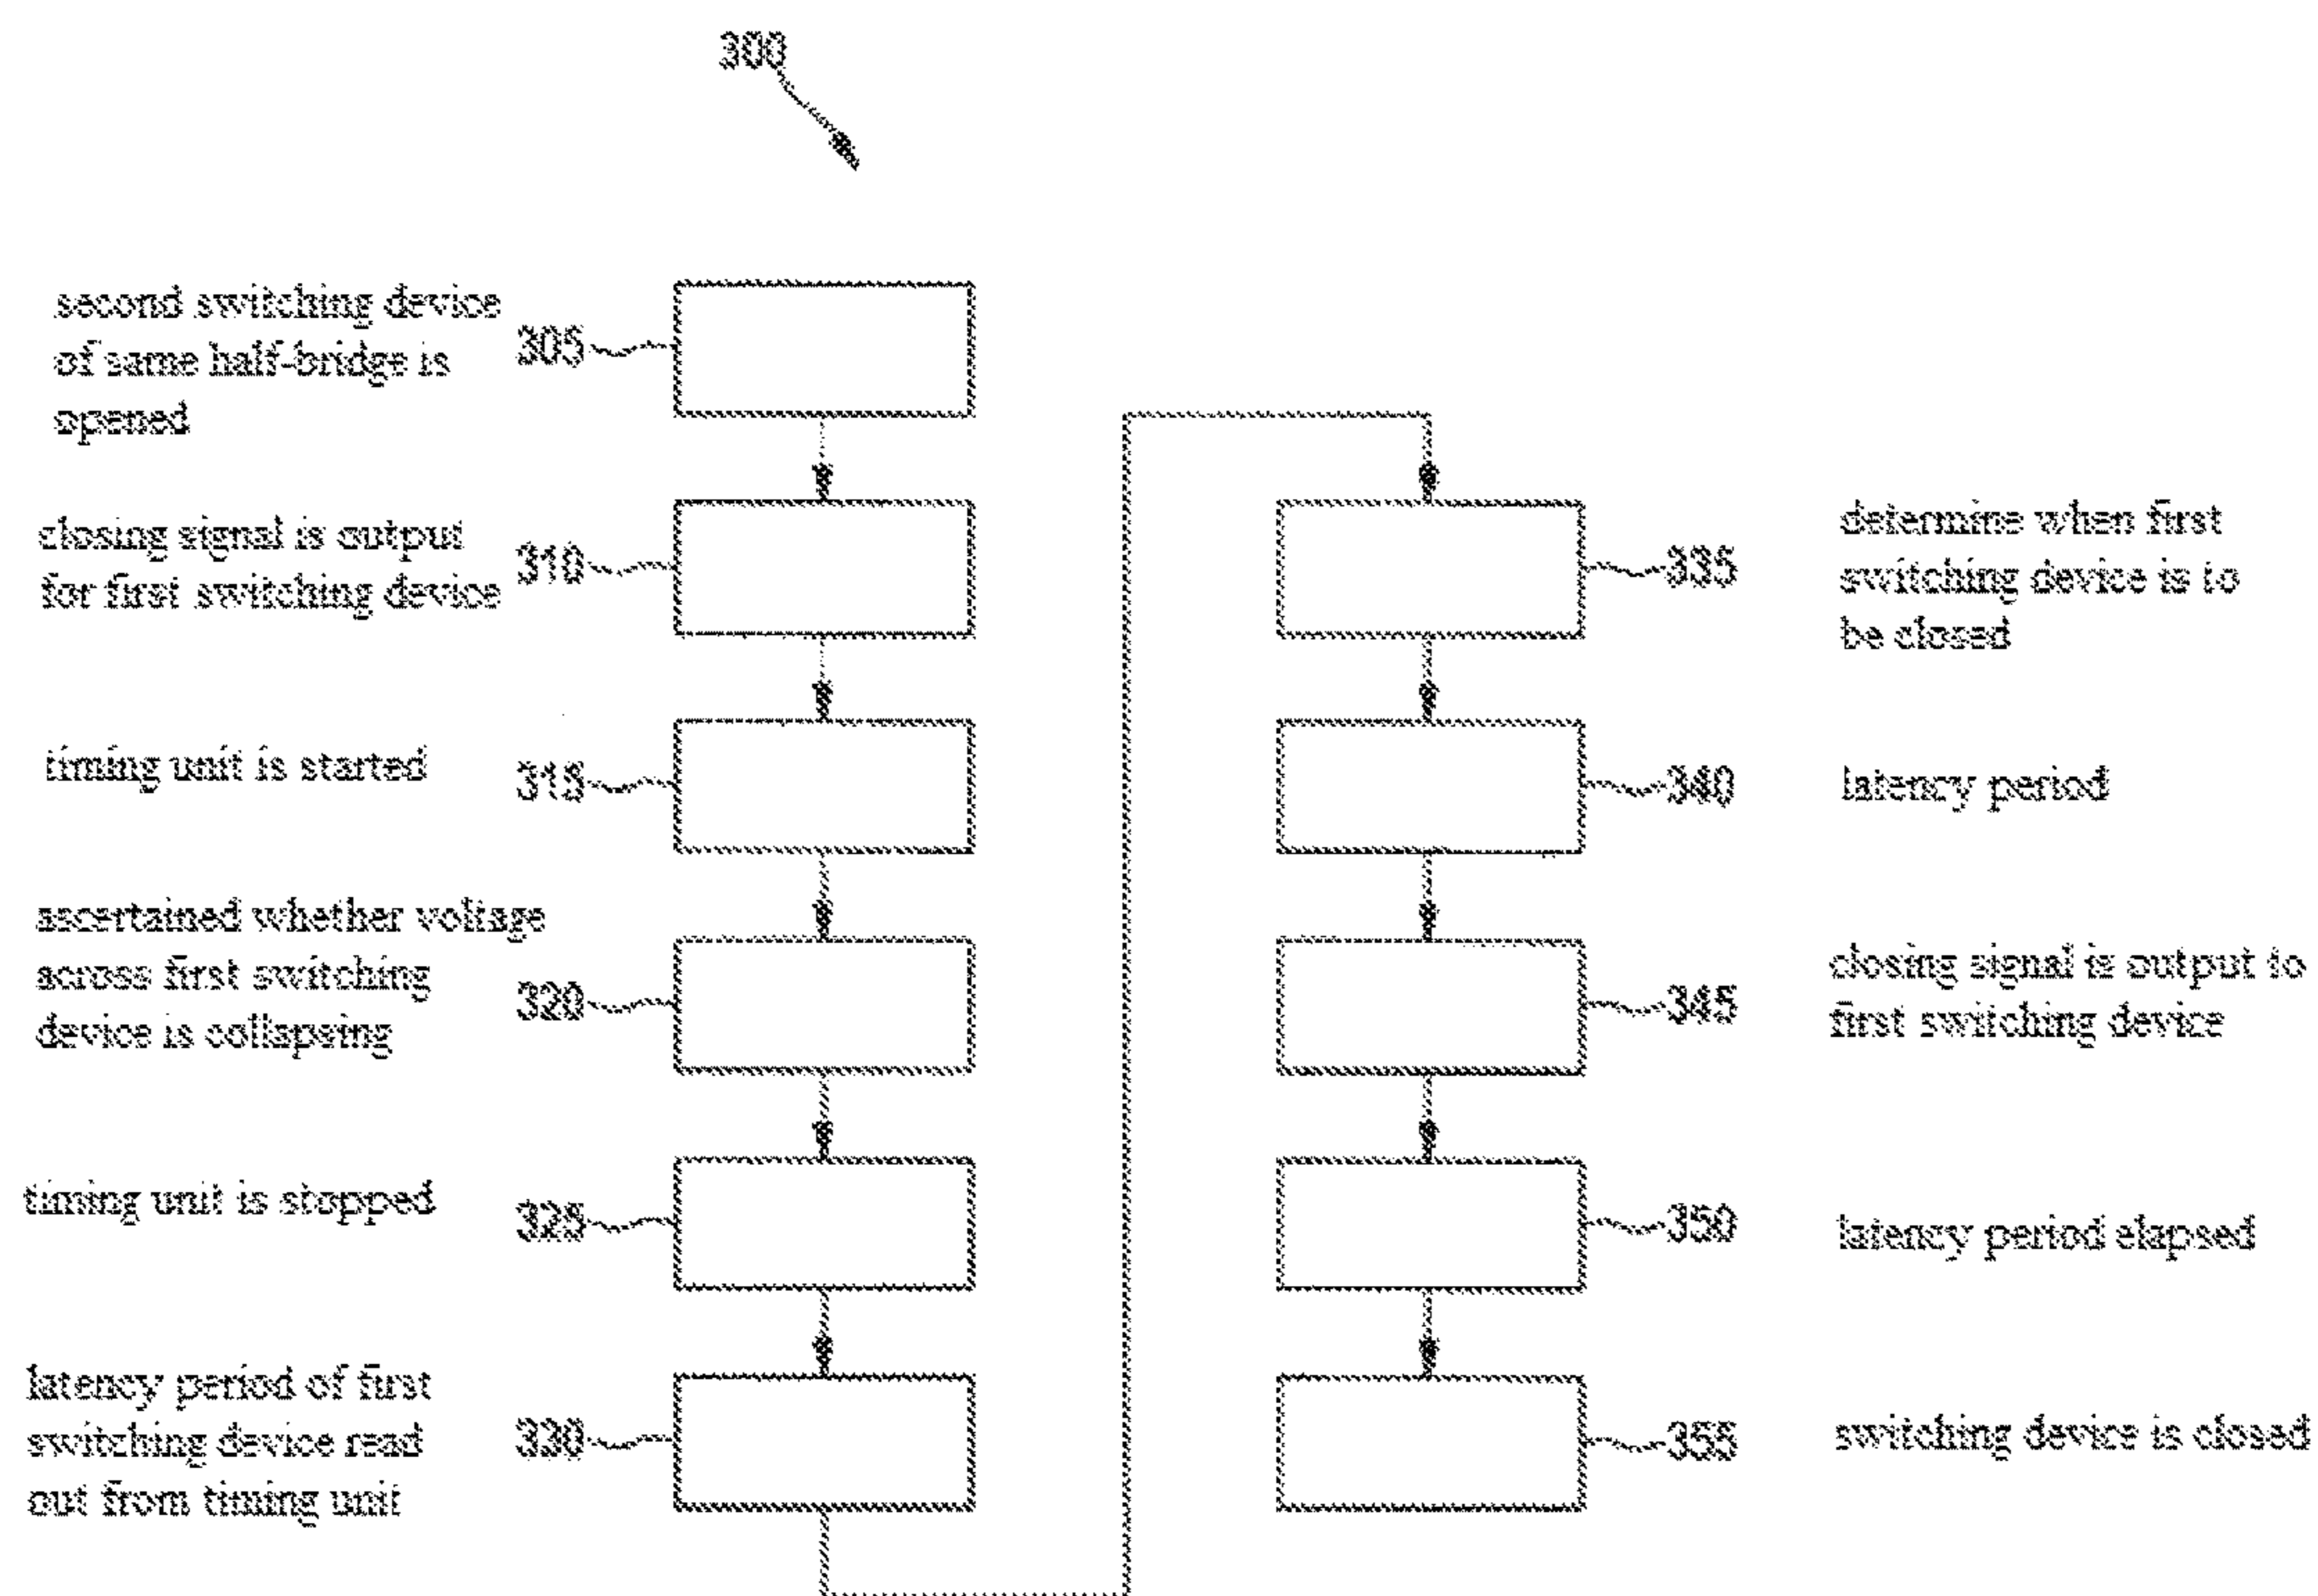 300
second switching device
of same half-bridge is
opened
305
closing signal is output
for first switching device
310
timing unit is started
315
ascertained whether voltage
across first switching
device is collapsing
320
timing unit is stopped
325
latency period of first
switching device read
out from timing unit
330
determine when first
switching device is to
be closed
335
latency period
340
closing signal is output to
first switching device
345
latency period elapsed
350
switching device is closed
355